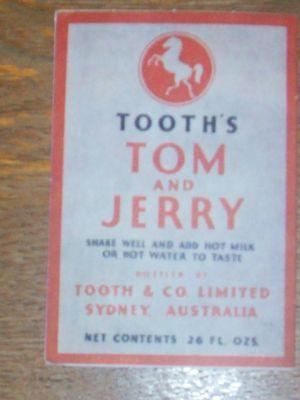 TOOTH'S
TOM
AND
JERRY
SHAKE WELL AND ADD HOT MILK
OR HOT WATER TO TASTE
BOTTLED BY
TOOTH & CO. LIMITED
SYDNEY, AUSTRALIA
NET CONTENTS 26 FL. OZS.